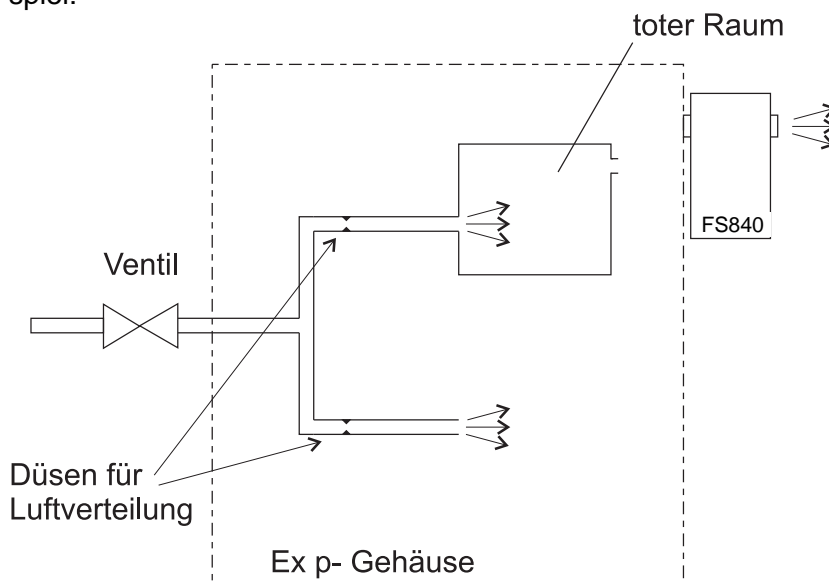 spiel:
toter Raum
FS840
Ventil
Düsen für
Luftverteilung
Ex p- Gehäuse